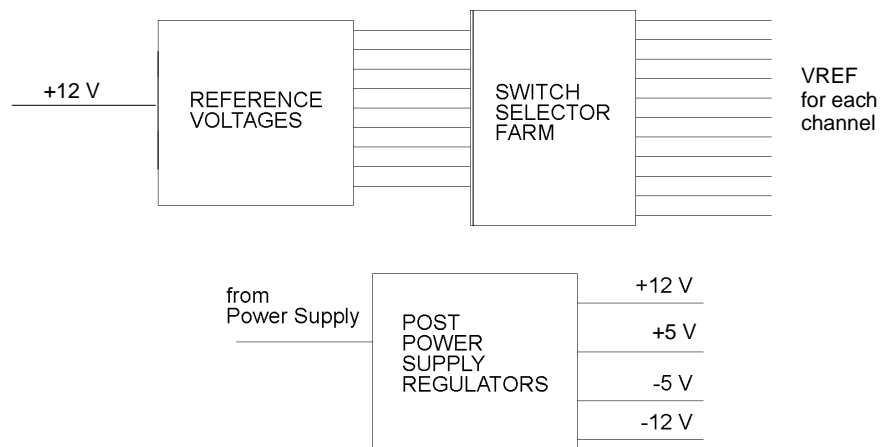 +12 V
REFERENCE
VOLTAGES
SWITCH
SELECTOR
FARM
VREF
for each
channel
from
Power Supply
POST
POWER
SUPPLY
REGULATORS
+12 V
+5 V
-5 V
-12 V